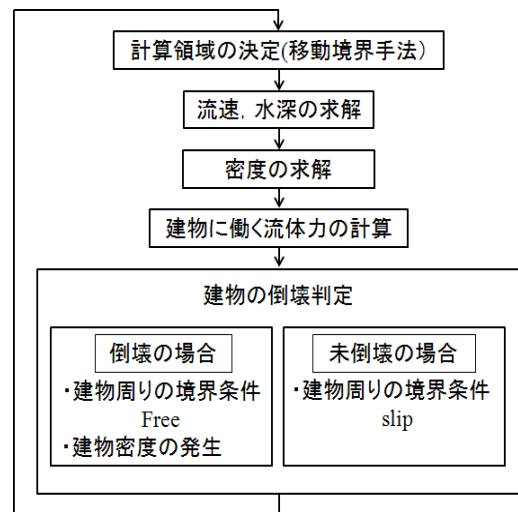 計算領域の決定(移動境界手法)
流速，水深の求解
密度の求解
建物に働く流体力の計算
建物の倒壊判定
倒壊の場合
・建物周りの境界条件
Free
・建物密度の発生
未倒壊の場合
・建物周りの境界条件
slip